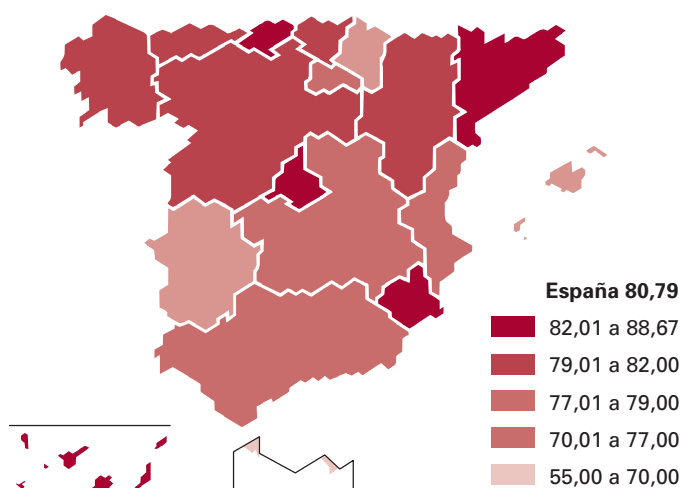 España 80,79
82,01 a 88,67
79,01 a 82,00
77,01 a 79,00
70,01 a 77,00
55,00 a 70,00